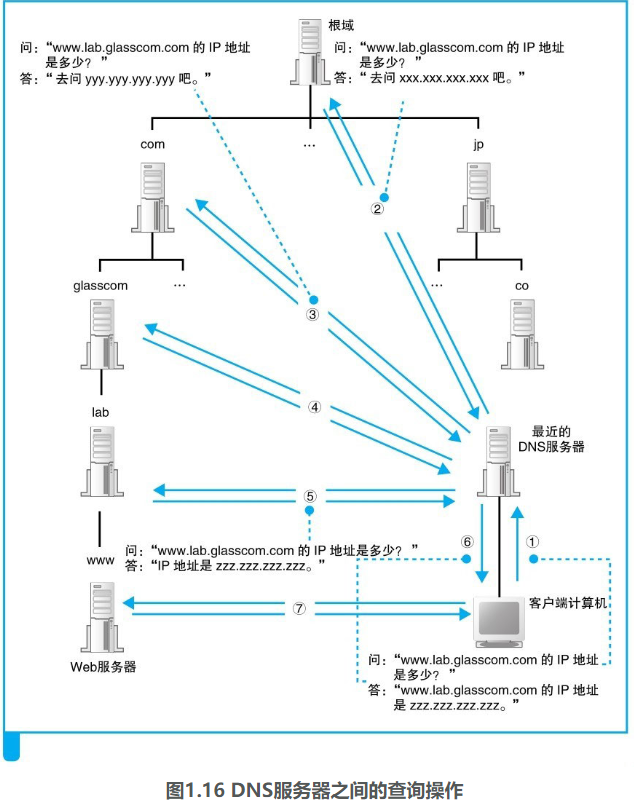 根域
问：“www.lab.glasscom.com 的 IP 地址
是多少？ ”
答：“ 去问 yyy.yyy.yyy.yyy 吧。”
问：“www.lab.glasscom.com 的 IP 地址
是多少？ ”
答：“ 去问 xxx.xxx.xxx.xxx 吧。”
com
…
jp
②
glasscom
…
…
co
③
④
lab
最近的
DNS服务器
⑤
问：“www.lab.glasscom.com 的 IP 地址是多少？ ”
答：“IP 地址是 zzz.zzz.zzz.zzz。”
⑥
①
www
⑦
客户端计算机
Web服务器
问：“www.lab.glasscom.com 的 IP 地址
是多少？ ”
答：“www.lab.glasscom.com 的 IP 地址
是 zzz.zzz.zzz.zzz。”
图1.16 DNS服务器之间的查询操作